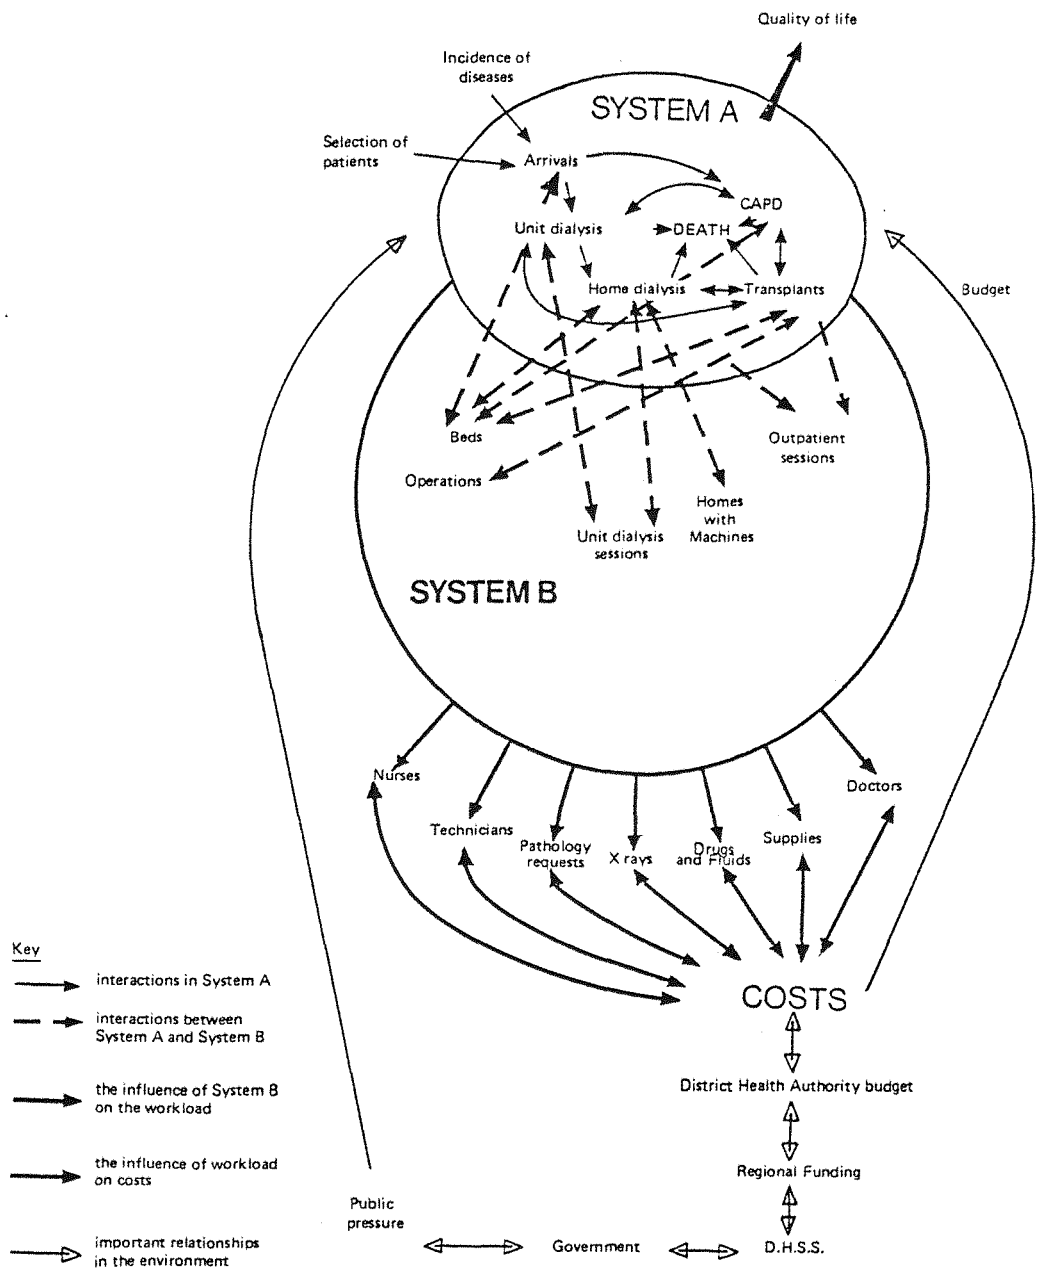 Quality of life
Incidence of
diseases
SYSTEM A
Selection of
patients
Arrivals
CAPD
Unit dialysis
DEATH
Home dialysis
Transplants
Budget
Beds
Outpatient
sessions
Operations
Homes
with
Machines
Unit dialysis
sessions
SYSTEM B
Nurses
Doctors
Technicians
Supplies
Pathology
requests
X rays
Drugs
and Fluids
Key
interactions in System A
COSTS
interactions between
System A and System B
District Health Authority budget
the influence of System B
on the workload
Regional Funding
the influence of workload
on costs
Public
pressure
important relationships
in the environment
Government
D.H.S.S.